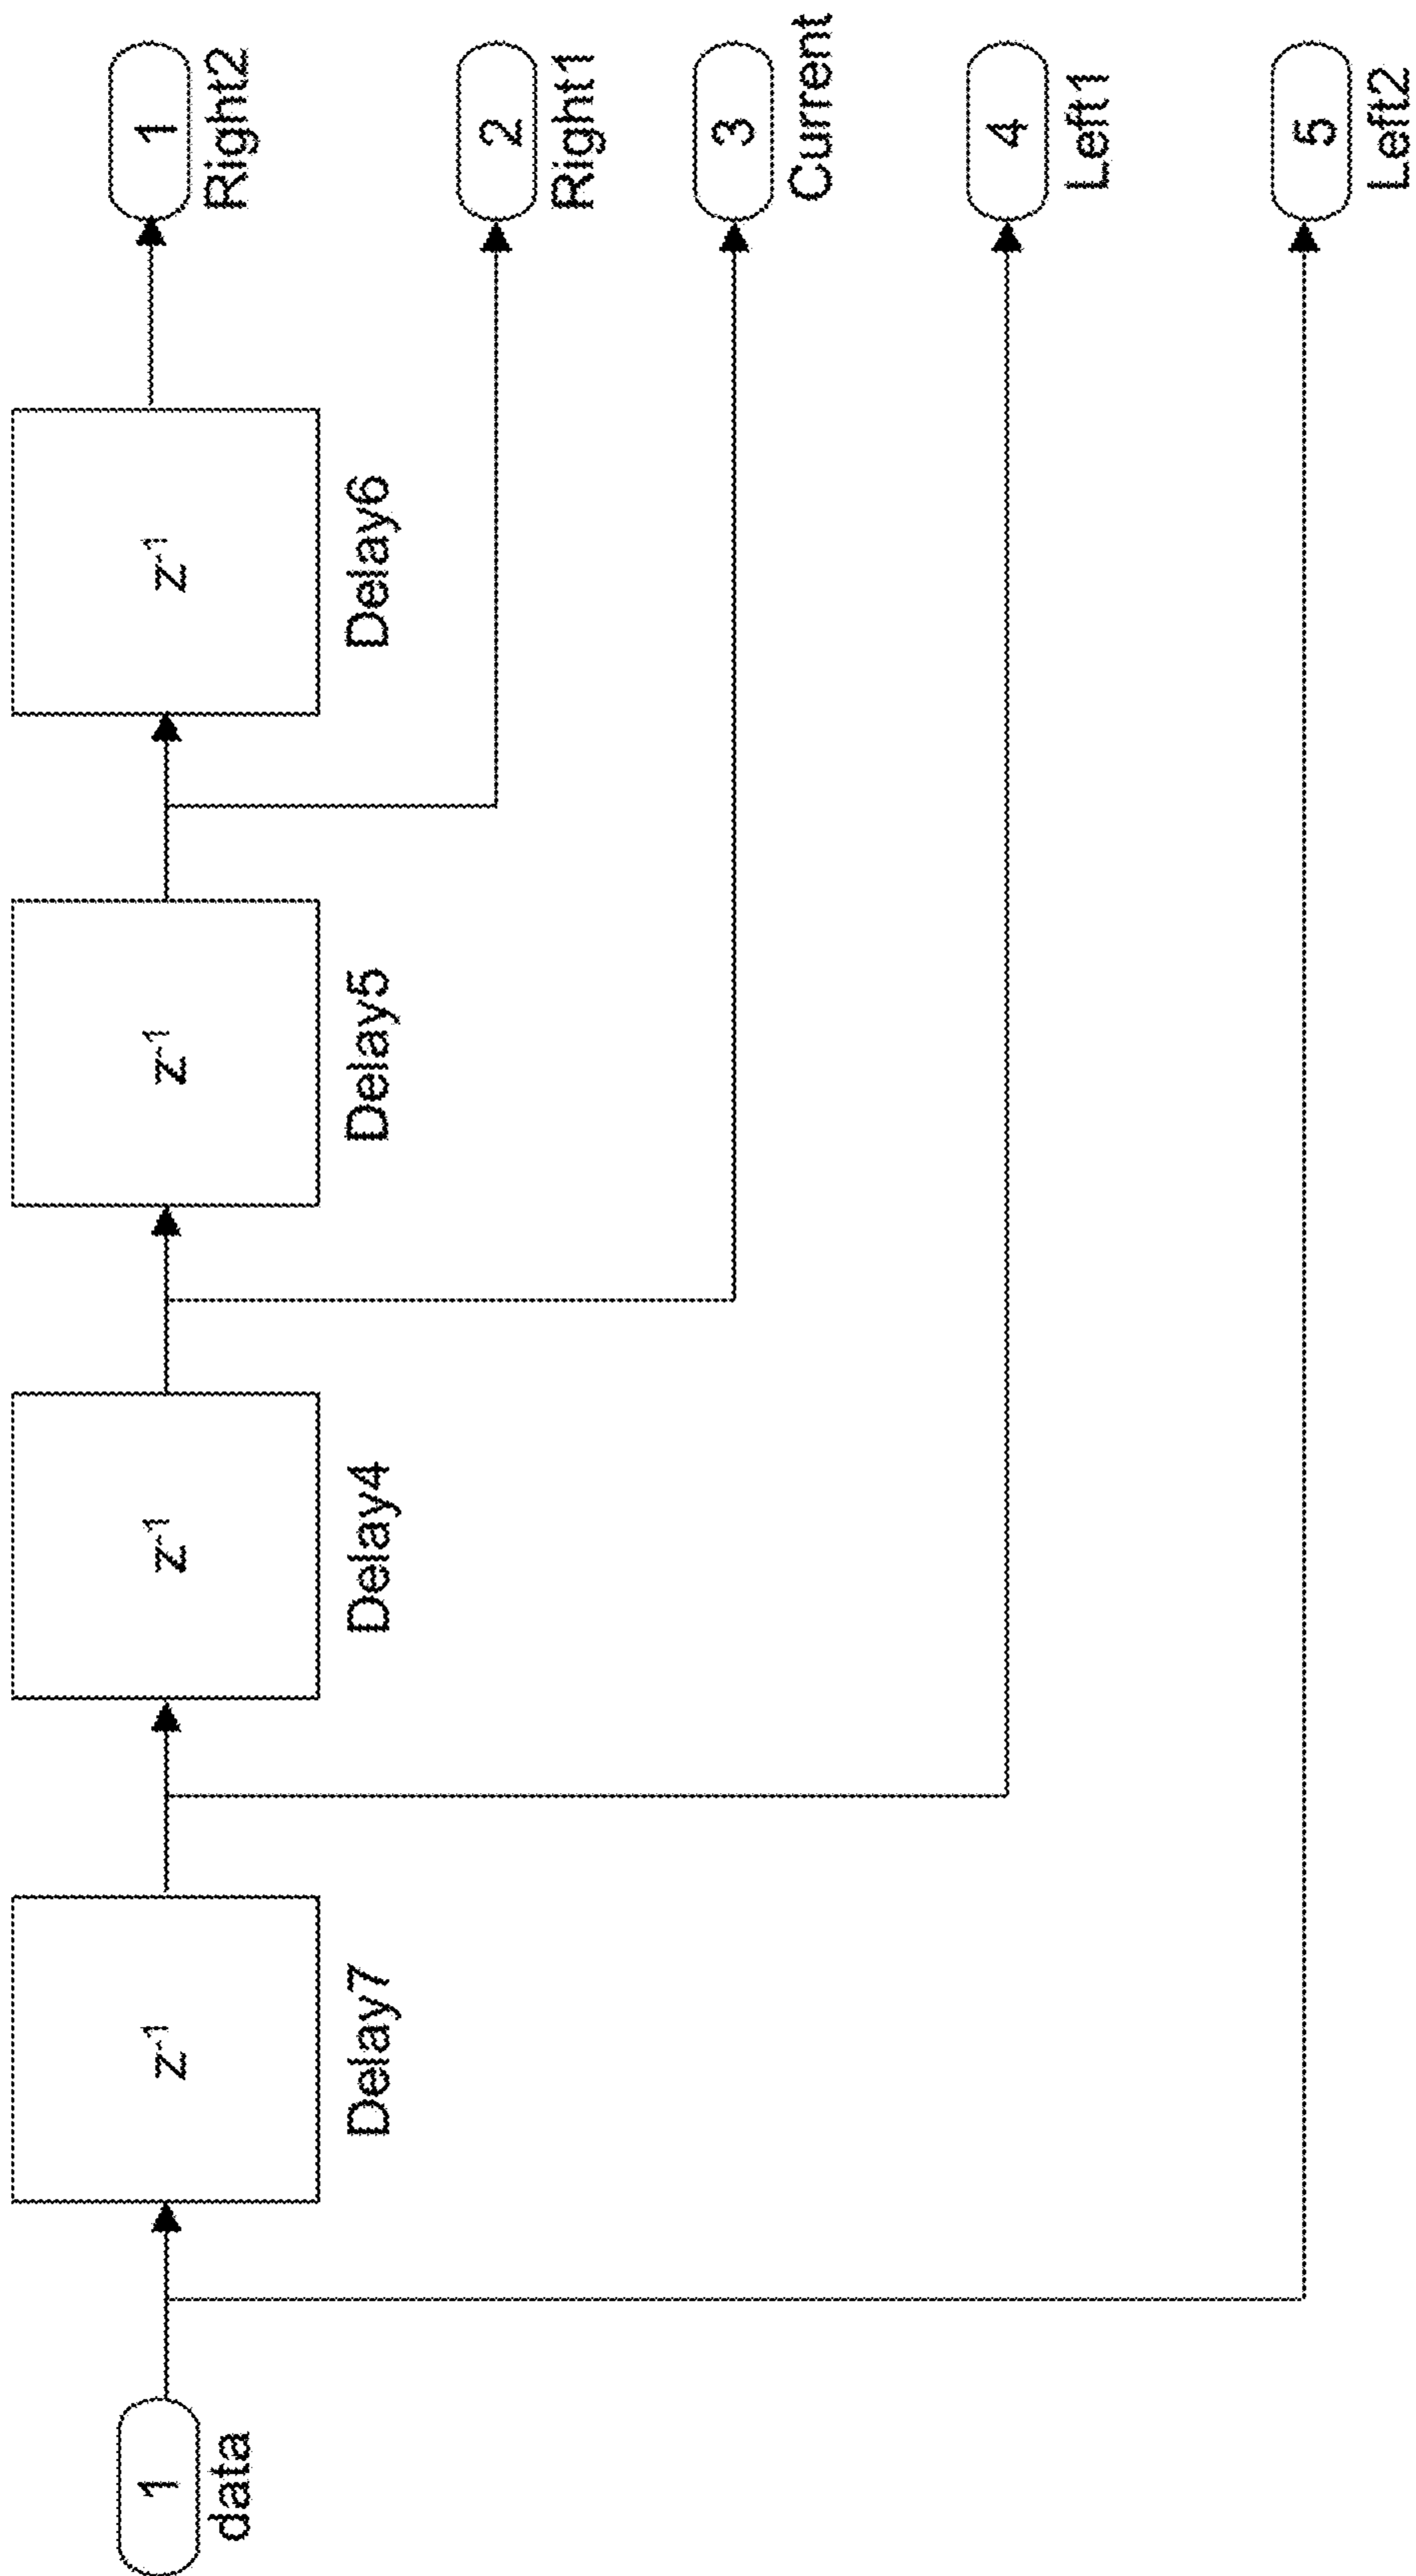 1
data
z-1
Delay7
z-1
Delay4
z-1
Delay5
z-1
Delay6
1
Right2
2
Right1
3
Current
4
Left1
5
Left2